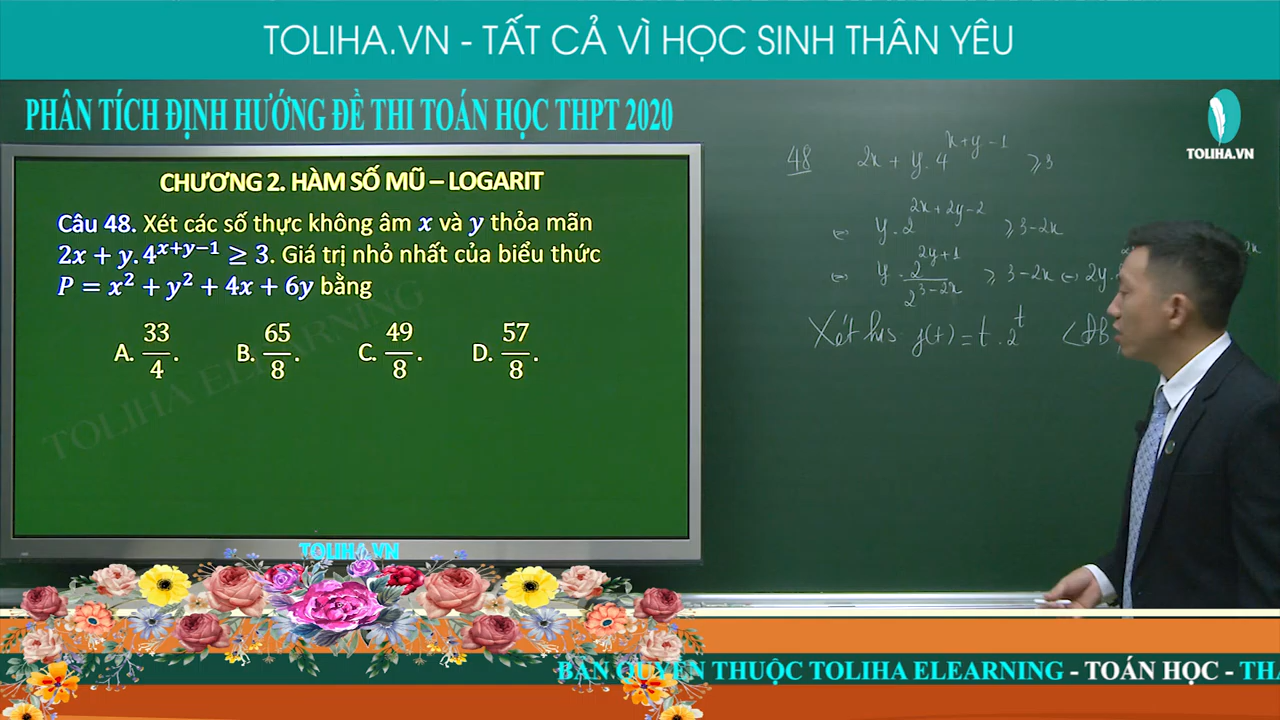 TOLIHA.VN - TẤT CẢ VÌ HỌC SINH THÂN YÊU
PHÂN TÍCH ĐỊNH HƯỚNG ĐỀ THI TOÁN HỌC THPT 2020
TOLIHA.VN
CHƯƠNG 2. HÀM SỐ MŨ – LOGARIT
Câu 48. Xét các số thực không âm x và y thỏa mãn
2x + y.4^{x+y−1} ≥ 3. Giá trị nhỏ nhất của biểu thức
P = x² + y² + 4x + 6y bằng
A. 33/4. B. 65/8. C. 49/8. D. 57/8.
TOLIHA ELEARNING
TOLIHA.VN
48 2x + y.4^{x+y-1} ≥ 3
⇔ y.2^{2x+2y-2} ≥ 3-2x
⇔ y.2^{2y+1}/2^{3-2x} ≥ 3-2x ⇔ 2y.
Xét hs: f(t) = t.2^t <ĐB
BẢN QUYỀN THUỘC TOLIHA ELEARNING - TOÁN HỌC -